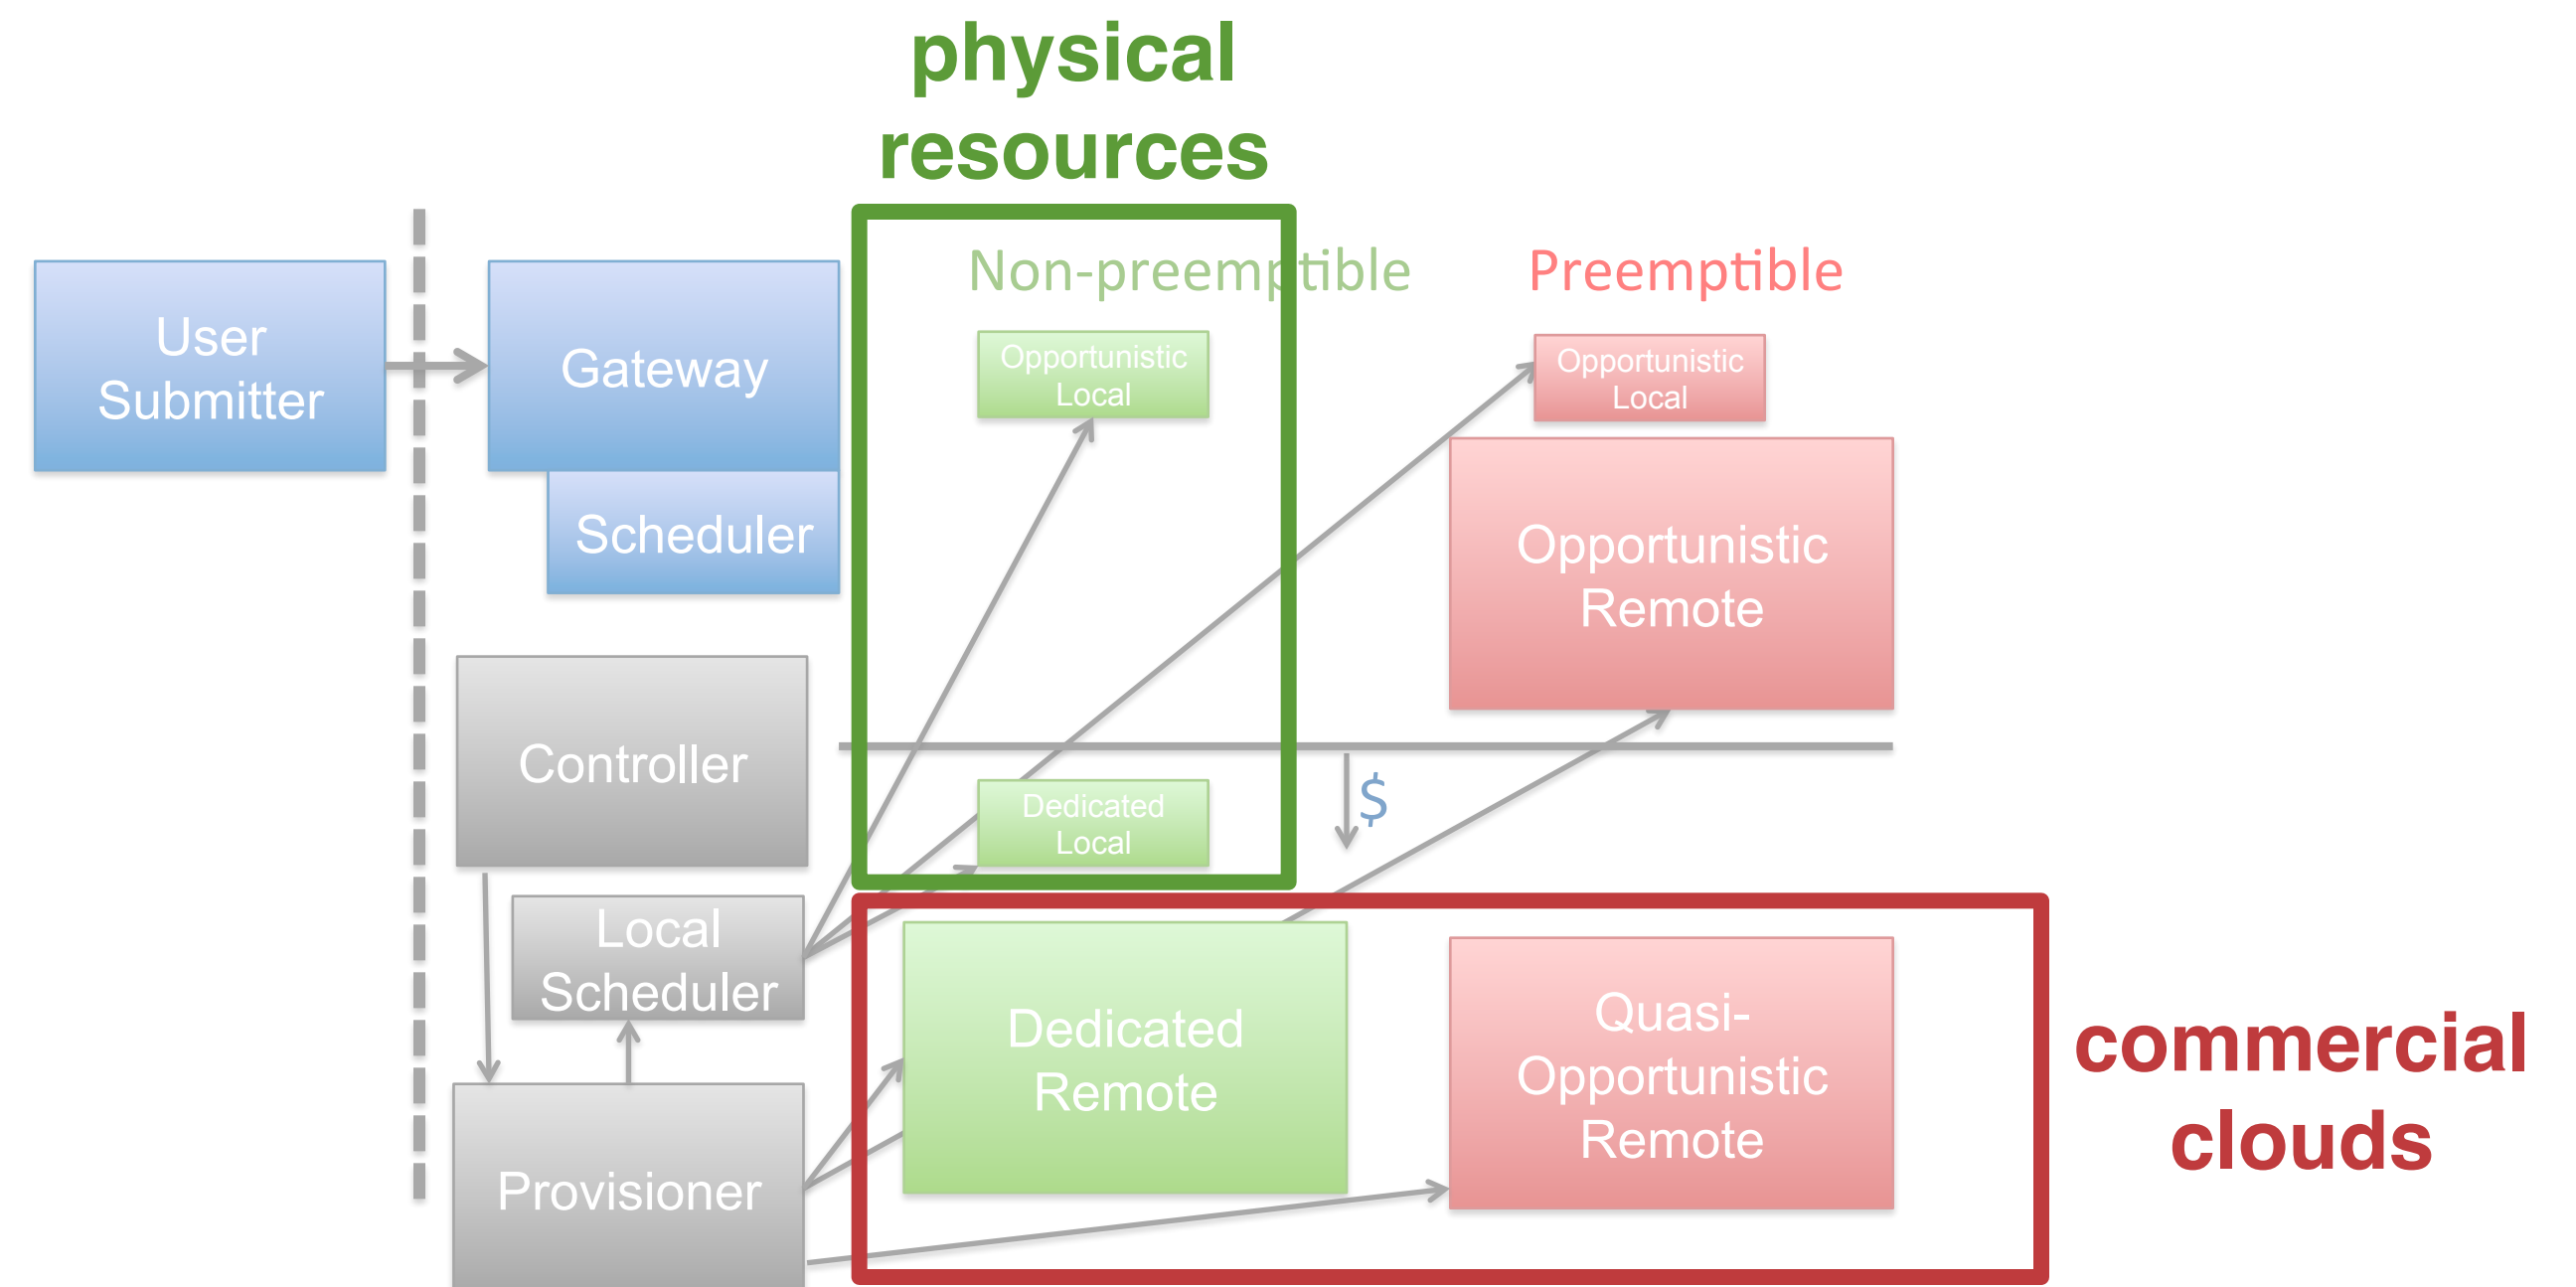 physical
resources
Non-preemptible
Preemptible
User
Submitter
Gateway
Scheduler
Opportunistic
Local
Opportunistic
Local
Opportunistic
Remote
Controller
$
Dedicated
Local
Local
Scheduler
Dedicated
Remote
Quasi-
Opportunistic
Remote
Provisioner
commercial
clouds